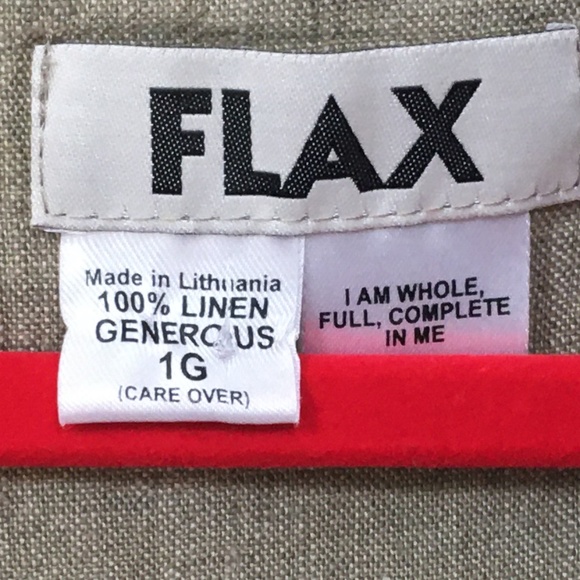 FLAX
Made in Lithuania
100% LINEN
GENEROUS
1G
(CARE OVER)
I AM WHOLE,
FULL, COMPLETE
IN ME